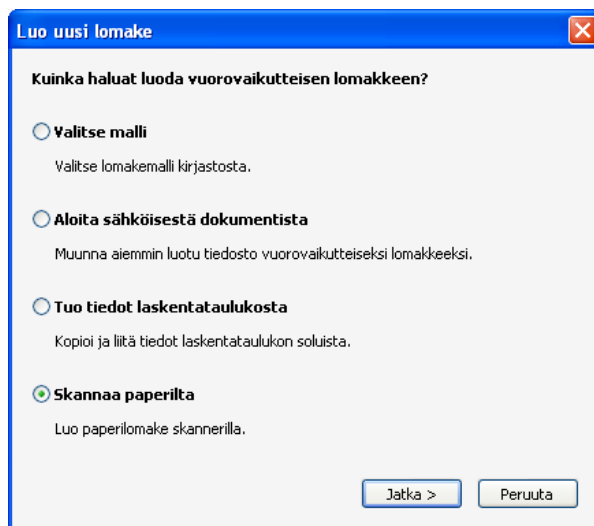 Luo uusi lomake
Kuinka haluat luoda vuorovaikutteisen lomakkeen?
Valitse malli
Valitse lomakemalli kirjastosta.
Aloita sähköisestä dokumentista
Muunna aiemmin luotu tiedosto vuorovaikutteiseksi lomakkeeksi.
Tuo tiedot laskentataulukosta
Kopioi ja liitä tiedot laskentataulukon soluista.
Skannaa paperilta
Luo paperilomake skannerilla.
Jatka > Peruuta